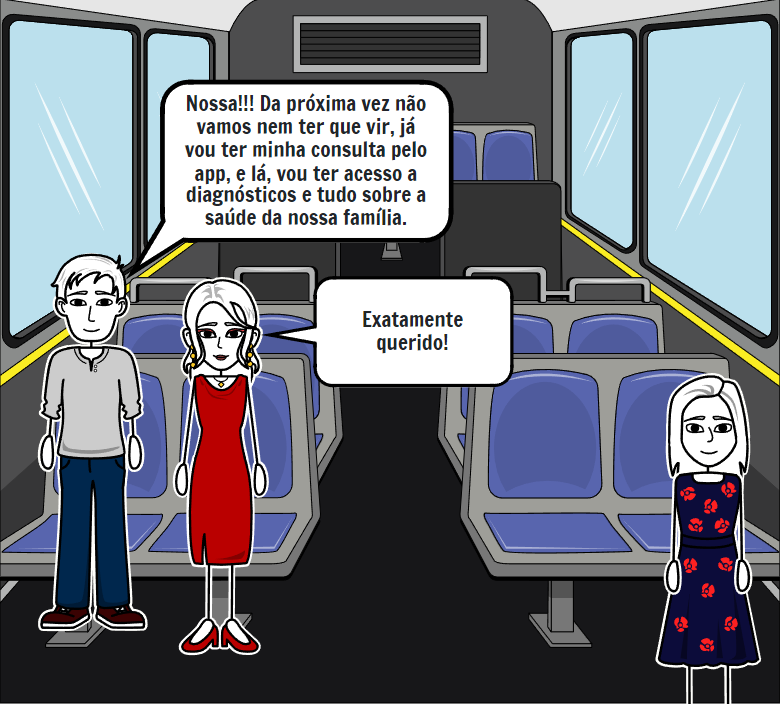 Nossa!!! Da próxima vez não
vamos nem ter que vir, já
vou ter minha consulta pelo
app, e lá, vou ter acesso a
diagnósticos e tudo sobre a
saúde da nossa família.
Exatamente
querido!